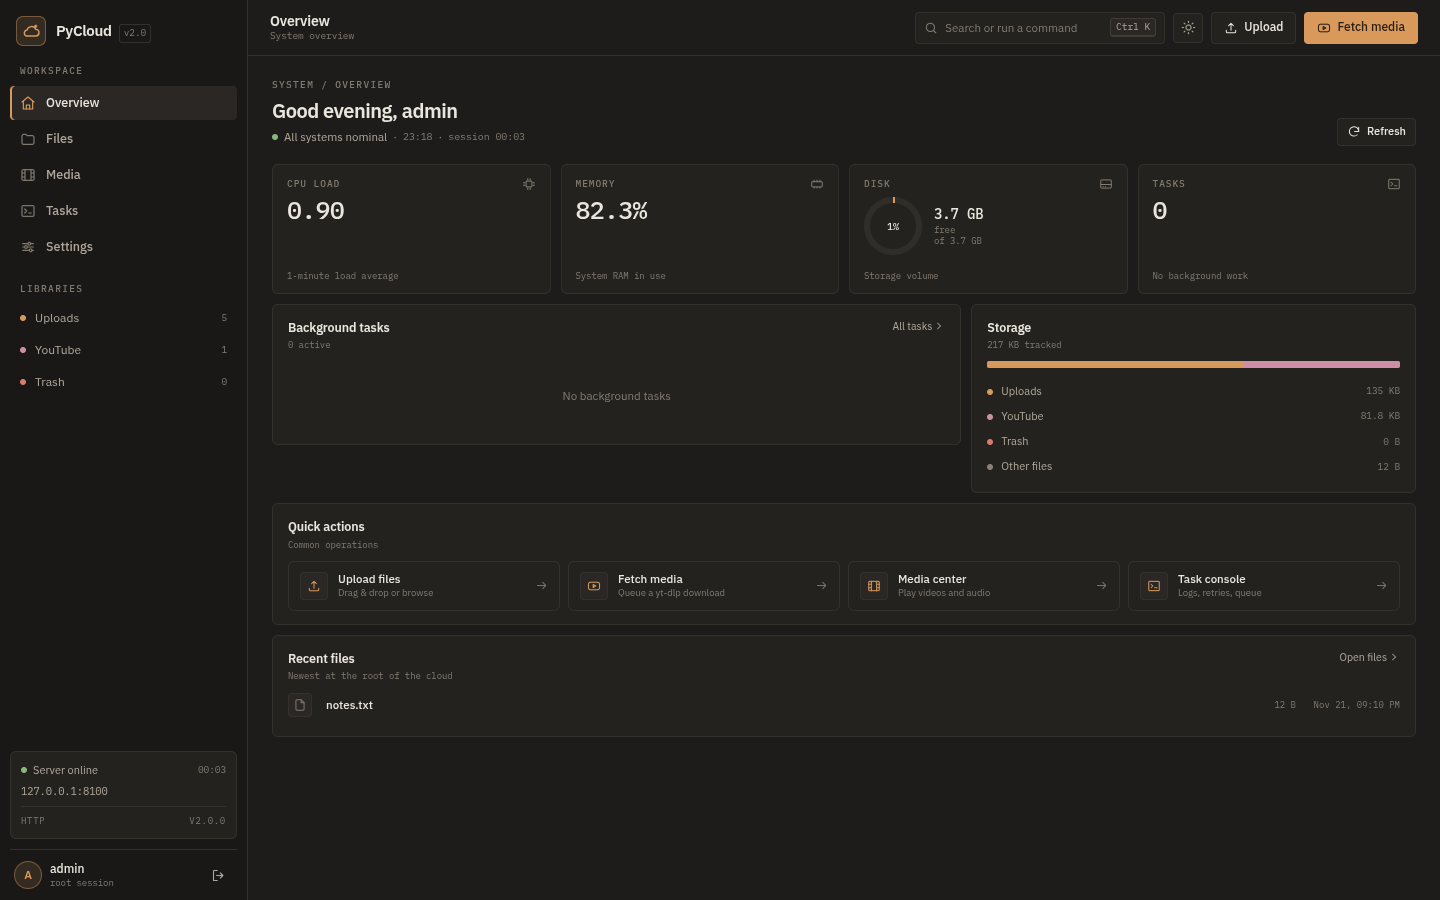 PyCloud v2.0
WORKSPACE
Overview
Files
Media
Tasks
Settings
LIBRARIES
Uploads 5
YouTube 1
Trash 0
Server online 00:03
127.0.0.1:8100
HTTP V2.0.0
A
admin
root session
Overview
System overview
Search or run a command Ctrl K
Upload
Fetch media
SYSTEM / OVERVIEW
Good evening, admin
All systems nominal · 23:18 · session 00:03
Refresh
CPU LOAD
0.90
1-minute load average
MEMORY
82.3%
System RAM in use
DISK
1%
3.7 GB
free
of 3.7 GB
Storage volume
TASKS
0
No background work
Background tasks
0 active
All tasks
No background tasks
Storage
217 KB tracked
Uploads 135 KB
YouTube 81.8 KB
Trash 0 B
Other files 12 B
Quick actions
Common operations
Upload files
Drag & drop or browse
Fetch media
Queue a yt-dlp download
Media center
Play videos and audio
Task console
Logs, retries, queue
Recent files
Newest at the root of the cloud
Open files
notes.txt 12 B Nov 21, 09:10 PM